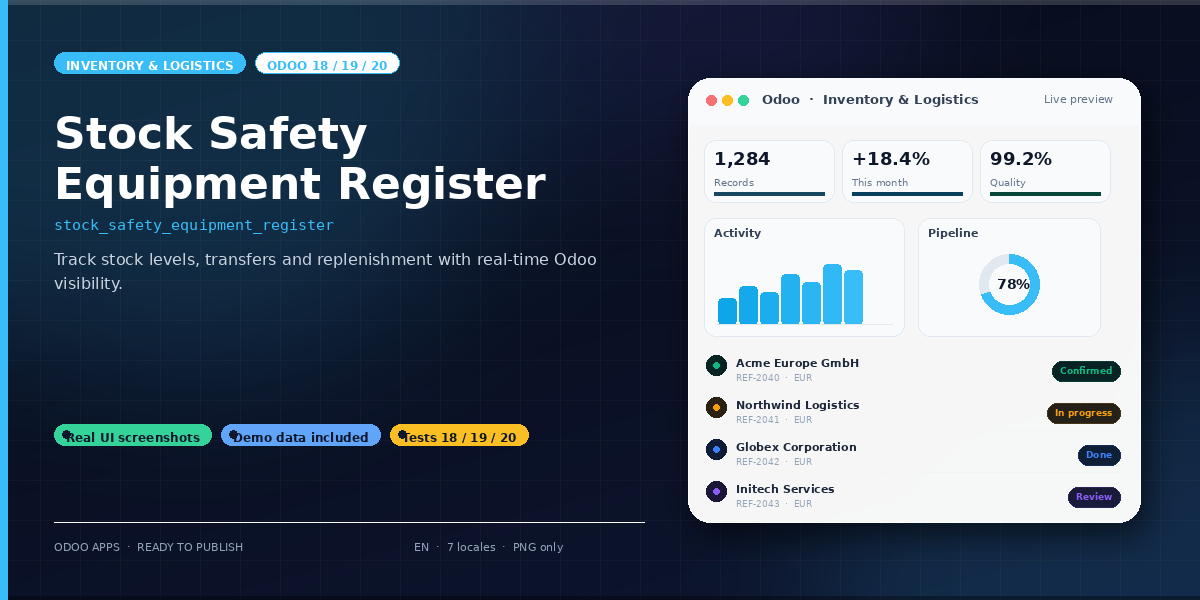 INVENTORY & LOGISTICS
ODOO 18 / 19 / 20
Stock Safety
Equipment Register
stock_safety_equipment_register
Track stock levels, transfers and replenishment with real-time Odoo
visibility.
Real UI screenshots
Demo data included
Tests 18 / 19 / 20
ODOO APPS · READY TO PUBLISH
EN · 7 locales · PNG only
Odoo · Inventory & Logistics
Live preview
1,284
Records
+18.4%
This month
99.2%
Quality
Activity
Pipeline
78%
Acme Europe GmbH
REF-2040 · EUR
Confirmed
Northwind Logistics
REF-2041 · EUR
In progress
Globex Corporation
REF-2042 · EUR
Done
Initech Services
REF-2043 · EUR
Review